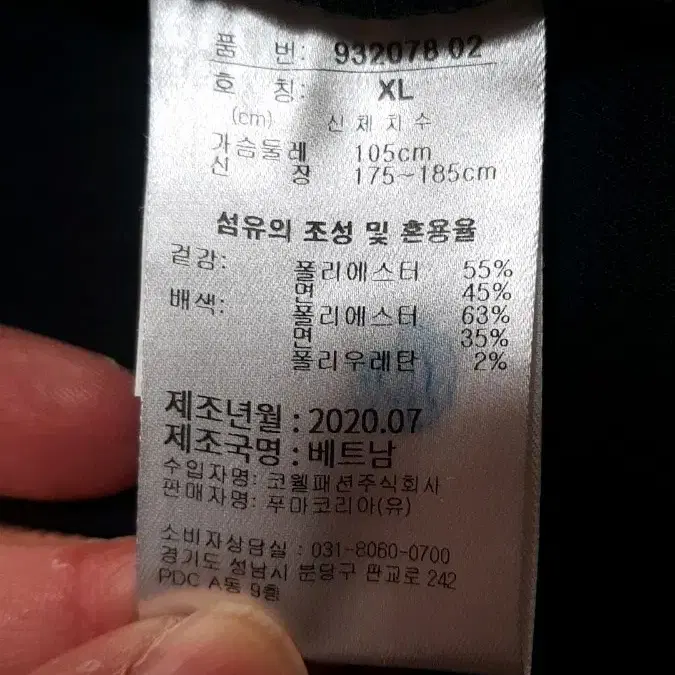 품 번: 932078 02
호 칭: XL
(cm) 신체치수
가슴둘레 105cm
신 장 175~185cm
섬유의 조성 및 혼용율
겉감: 폴리에스터 55%
면 45%
배색: 폴리에스터 63%
면 35%
폴리우레탄 2%
제조년월 : 2020.07
제조국명 : 베트남
수입자명: 코웰패션주식회사
판매자명: 푸마코리아(유)
소비자상담실 : 031-8060-0700
경기도 성남시 분당구 판교로 242
PDC A동 9층